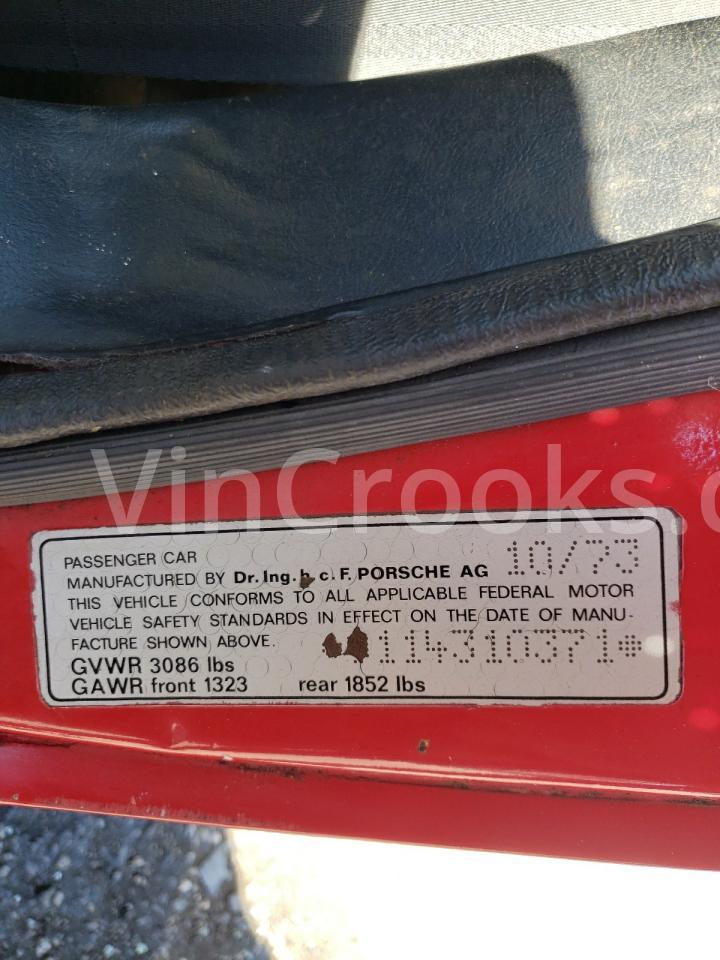 VinCrooks.c
PASSENGER CAR 10/73
MANUFACTURED BY Dr.Ing.h.c.F. PORSCHE AG
THIS VEHICLE CONFORMS TO ALL APPLICABLE FEDERAL MOTOR
VEHICLE SAFETY STANDARDS IN EFFECT ON THE DATE OF MANU-
FACTURE SHOWN ABOVE. 114310371
GVWR 3086 lbs
GAWR front 1323 rear 1852 lbs